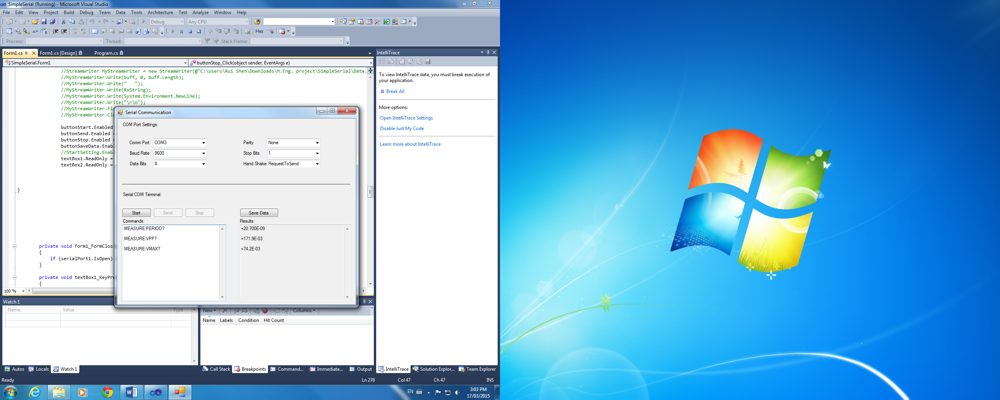 SimpleSerial (Running) - Microsoft Visual Studio
File Edit View Project Build Debug Team Data Tools Architecture Test Analyze Window Help
Debug Any CPU
Hex
Process: Thread: Stack Frame:
Form1.cs Form1.cs [Design] Program.cs
SimpleSerial.Form1 buttonStop_Click(object sender, EventArgs e)
//StreamWriter MyStreamWriter = new StreamWriter(@"C:\Users\Rui Shen\Downloads\M.Eng. project\SimpleSerial\Data.
//MyStreamWriter.Write(buff, 0, buff.Length);
//MyStreamWriter.Write("   ");
//MyStreamWriter.Write(RxString);
//MyStreamWriter.Write(System.Environment.NewLine);
//MyStreamWriter.Write("\r\n");
//MyStreamWriter.Flu
//MyStreamWriter.Clo
buttonStart.Enabled
buttonSend.Enabled =
buttonStop.Enabled =
buttonSaveData.Enabl
//StartSetting.Enabl
textBox1.ReadOnly =
textBox2.ReadOnly =
}
private void Form1_FormClosi
{
if (serialPort1.IsOpen)
}
private void textBox1_KeyPre
{
100 %
Serial Communication
COM Port Settings:
Comm Port COM3 Parity None
Baud Rate 9600 Stop Bits 1
Data Bits 8 Hand Shake RequestToSend
Serial COM Terminal:
Start Send Stop Save Data
Commands: Results:
:MEASURE:PERIOD? +20.700E-09
:MEASURE:VPP? +171.9E-03
:MEASURE:VMAX? +74.2E-03
IntelliTrace
To view IntelliTrace data, you must break execution of
your application.
Break All
More options:
Open IntelliTrace Settings
Disable Just My Code
Learn more about IntelliTrace
Watch 1
Name Value Type
New Columns
Name Labels Condition Hit Count
Autos Locals Watch 1 Call Stack Breakpoints Command... Immediate... Output IntelliTrace Solution Explor... Team Explorer
Ready Ln 278 Col 47 Ch 47 INS
EN 3:03 PM
17/03/2015